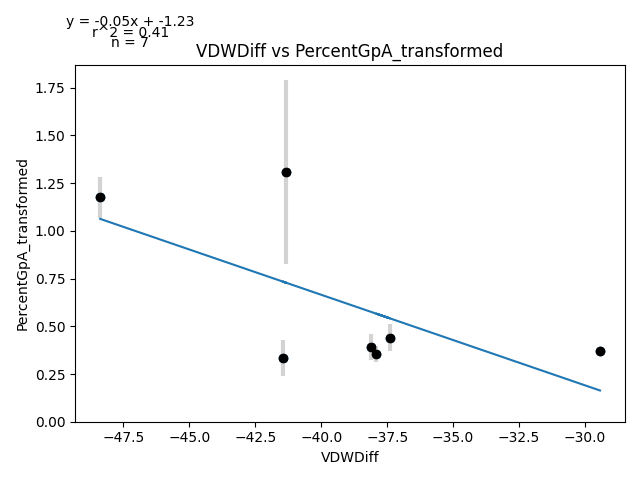 y = -0.05x + -1.23
r^2 = 0.41
n = 7
VDWDiff vs PercentGpA_transformed
PercentGpA_transformed
1.75
1.50
1.25
1.00
0.75
0.50
0.25
0.00
−47.5 −45.0 −42.5 −40.0 −37.5 −35.0 −32.5 −30.0
VDWDiff